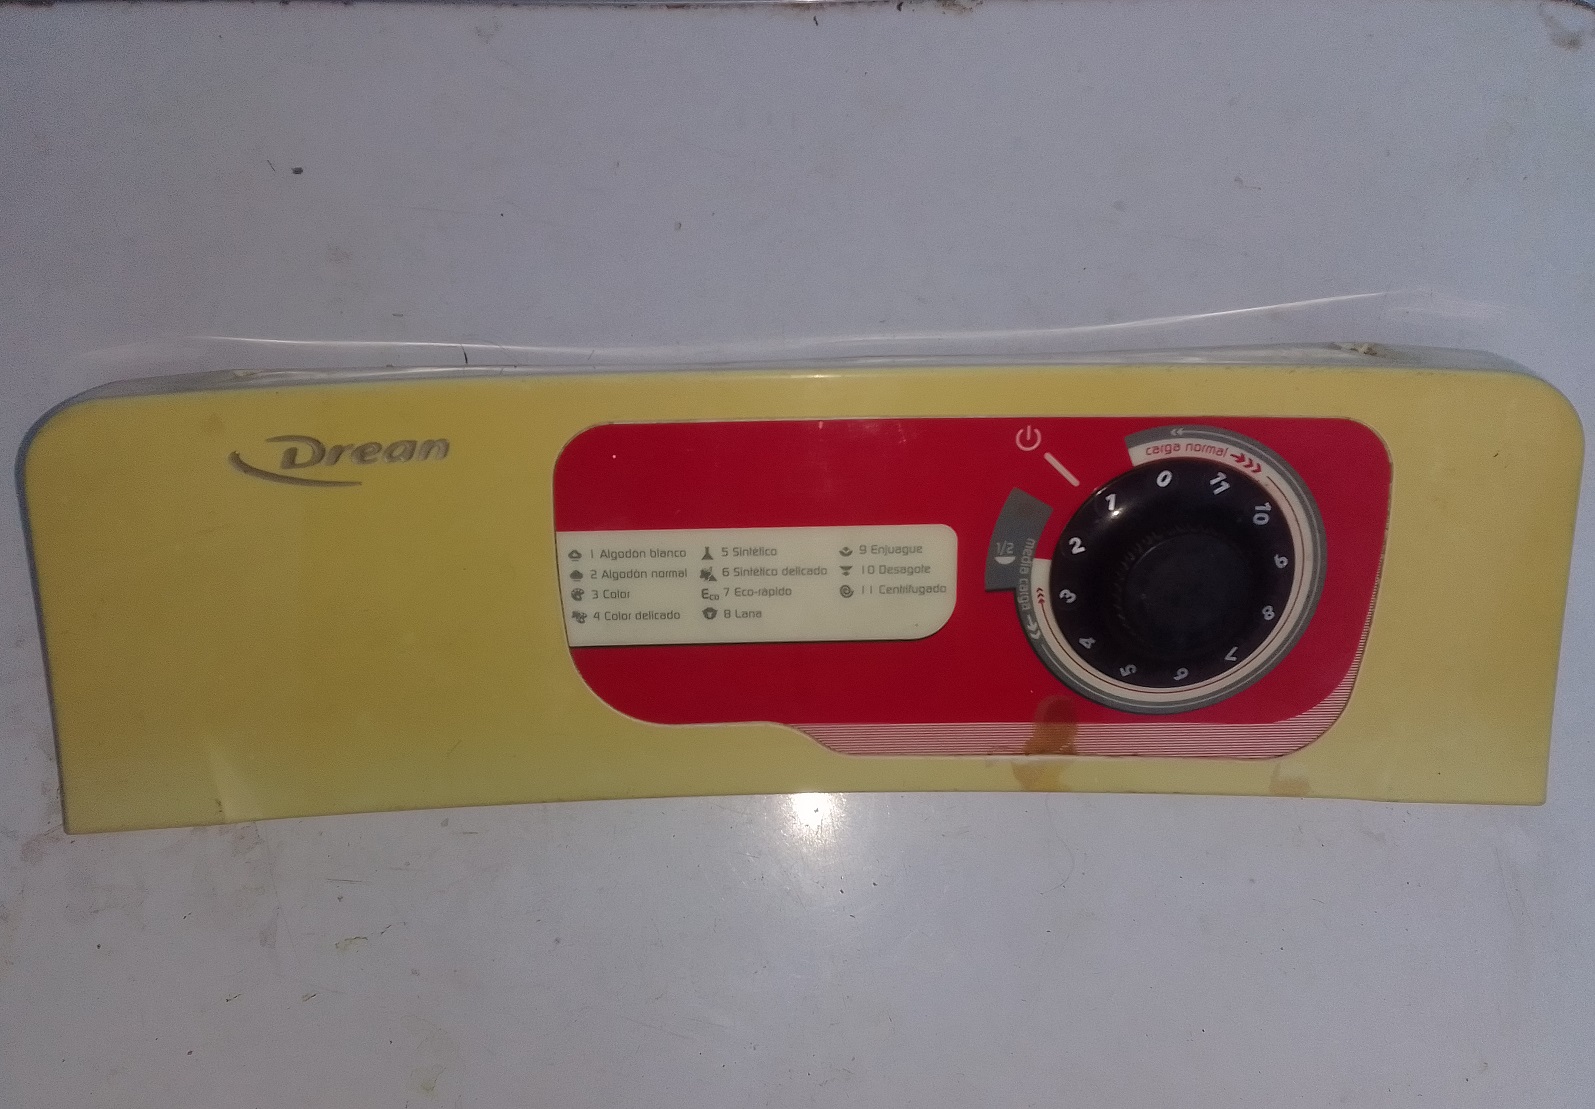 Drean
1 Algodón blanco
2 Algodón normal
3 Color
4 Color delicado
5 Sintético
6 Sintético delicado
Eco 7 Eco-rápido
8 Lana
9 Enjuague
10 Desagote
11 Centrifugado
carga normal
1/2
media carga
0
11
10
9
8
7
6
5
4
3
2
1